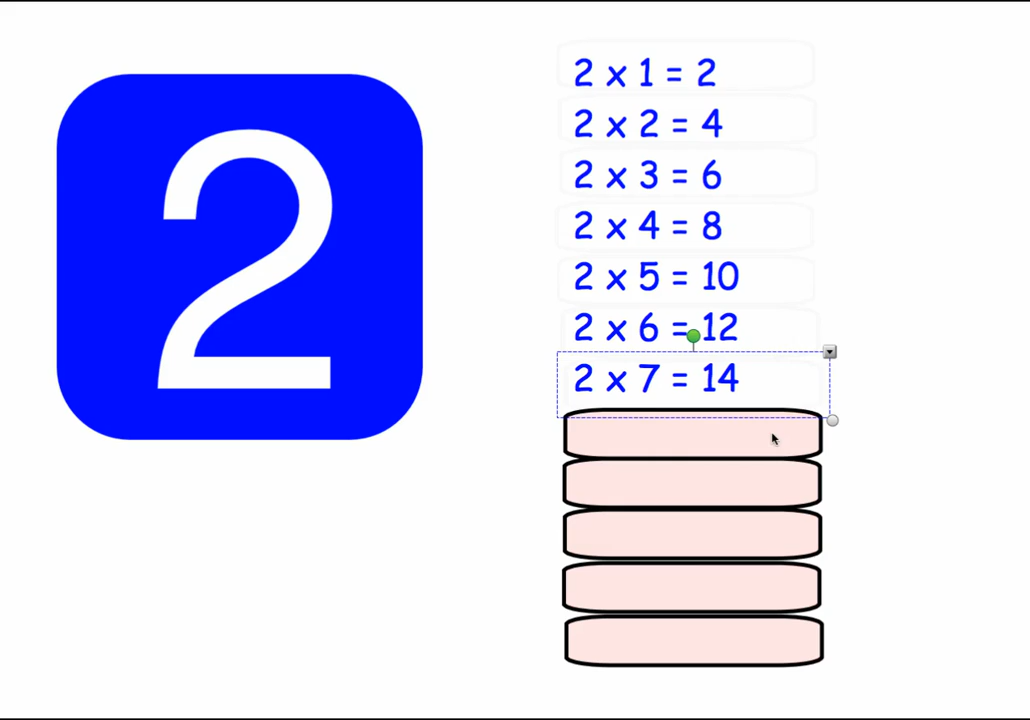 2
2 x 1 = 2
2 x 2 = 4
2 x 3 = 6
2 x 4 = 8
2 x 5 = 10
2 x 6 = 12
2 x 7 = 14